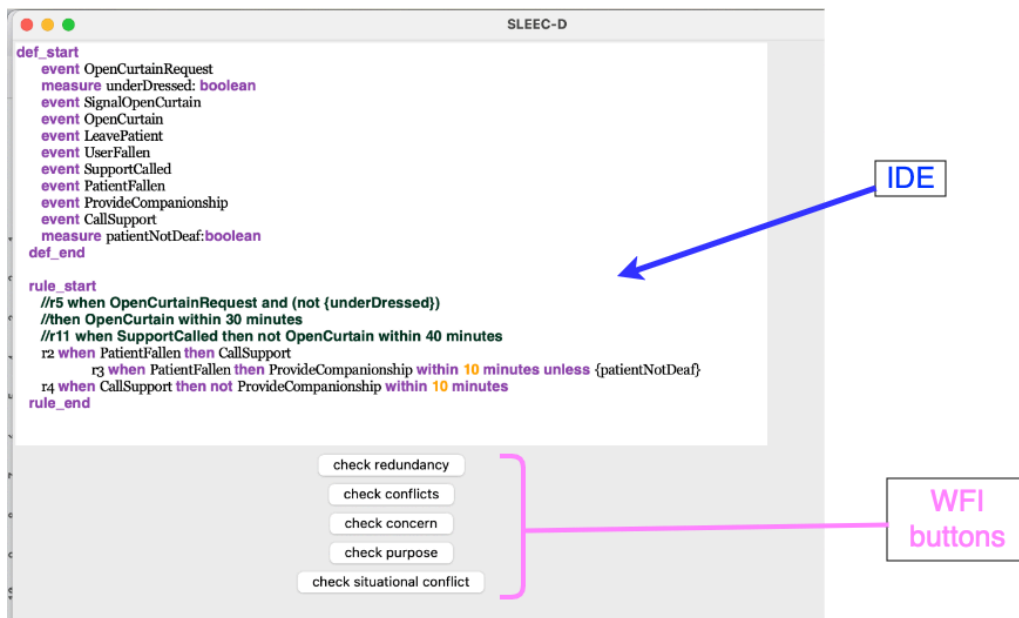 SLEEC-D
def_start
event OpenCurtainRequest
measure underDressed: boolean
event SignalOpenCurtain
event OpenCurtain
event LeavePatient
event UserFallen
event SupportCalled
event PatientFallen
event ProvideCompanionship
event CallSupport
measure patientNotDeaf:boolean
def_end
rule_start
//r5 when OpenCurtainRequest and (not {underDressed})
//then OpenCurtain within 30 minutes
//r11 when SupportCalled then not OpenCurtain within 40 minutes
r2 when PatientFallen then CallSupport
r3 when PatientFallen then ProvideCompanionship within 10 minutes unless {patientNotDeaf}
r4 when CallSupport then not ProvideCompanionship within 10 minutes
rule_end
IDE
check redundancy
check conflicts
check concern
check purpose
check situational conflict
WFI
buttons